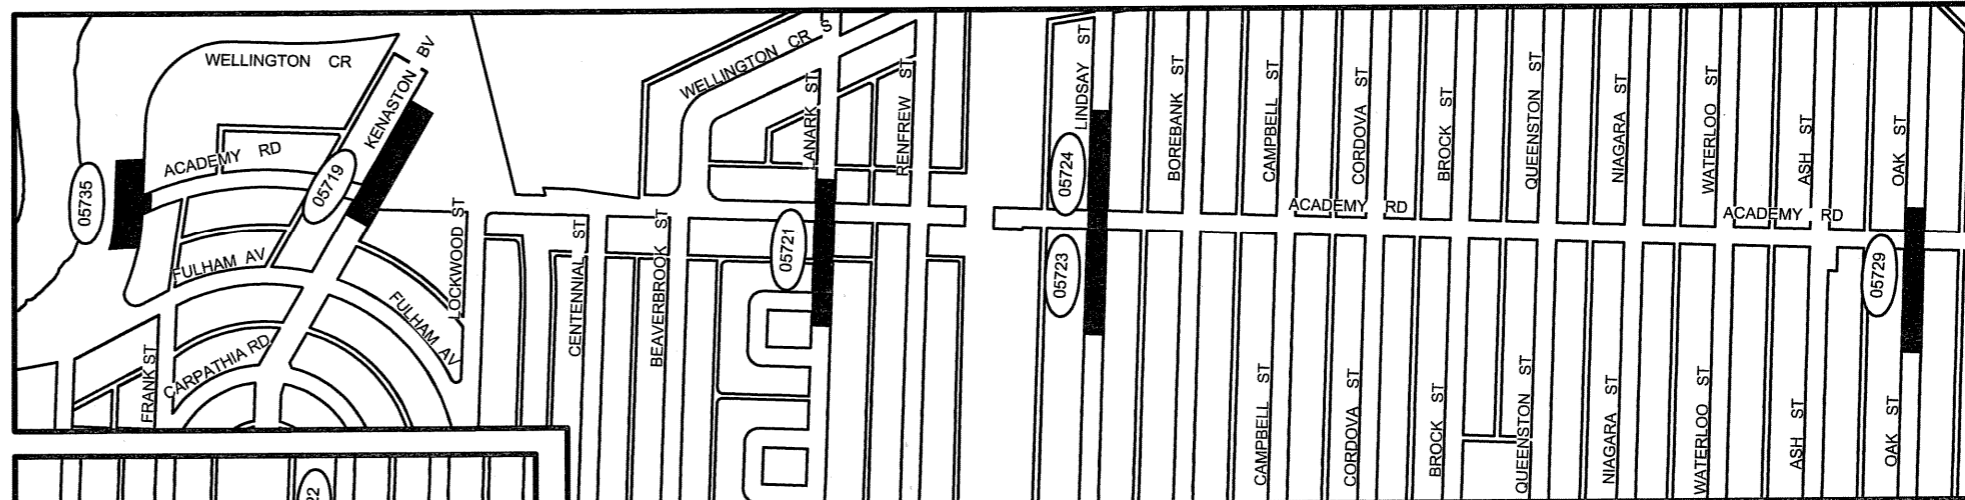 WELLINGTON CR
KENASTON BV
ACADEMY RD
05735
05719
FULHAM AV
LOCKWOOD ST
FULHAM AV
CARPATHIA RD
FRANK ST
WELLINGTON CR S
LANARK ST
RENFREW ST
CENTENNIAL ST
BEAVERBROOK ST
05721
LINDSAY ST
05724
05723
BOREBANK ST
CAMPBELL ST
CORDOVA ST
BROCK ST
QUEENSTON ST
NIAGARA ST
WATERLOO ST
ASH ST
OAK ST
ACADEMY RD
ACADEMY RD
05729
CAMPBELL ST
CORDOVA ST
BROCK ST
QUEENSTON ST
NIAGARA ST
WATERLOO ST
ASH ST
OAK ST